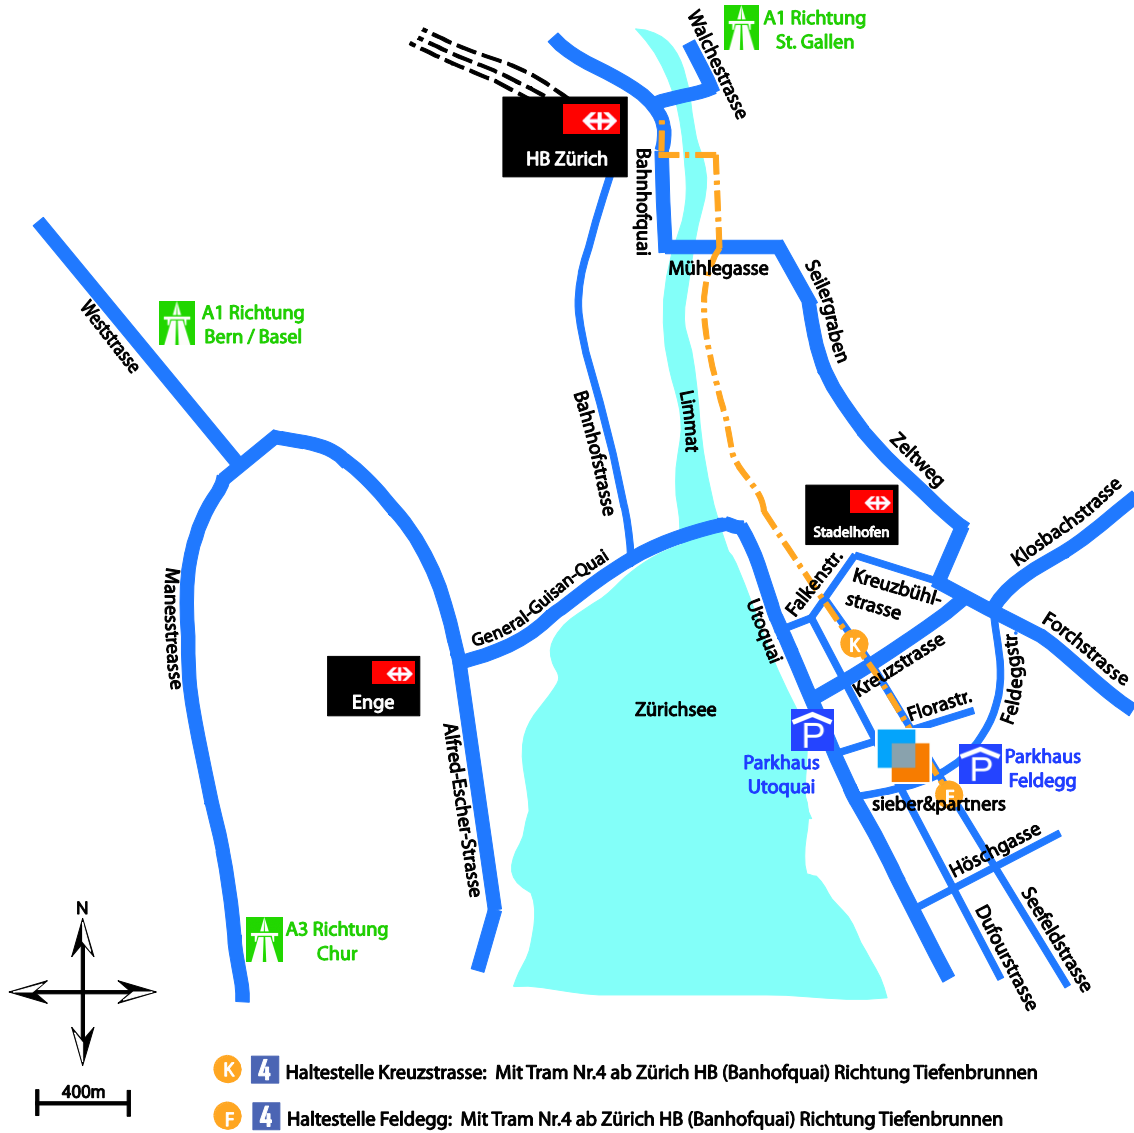 A1 Richtung
St. Gallen
Walchestrasse
HB Zürich
Bahnhofquai
Mühlegasse
Seilergraben
A1 Richtung
Bern / Basel
Weststrasse
Bahnhofstrasse
Limmat
Zeltweg
Stadelhofen
Klosbachstrasse
General-Guisan-Quai
Falkenstr.
Kreuzbühl-
strasse
Utoquai
Manesstreasse
Forchstrasse
K
Kreuzstrasse
Feldeggstr.
Enge
Zürichsee
Florastr.
P
Parkhaus
Utoquai
P
Parkhaus
Feldegg
F
sieber&partners
Alfred-Escher-Strasse
Höschgasse
Seefeldstrasse
Dufourstrasse
A3 Richtung
Chur
N
400m
K 4 Haltestelle Kreuzstrasse: Mit Tram Nr.4 ab Zürich HB (Banhofquai) Richtung Tiefenbrunnen
F 4 Haltestelle Feldegg: Mit Tram Nr.4 ab Zürich HB (Banhofquai) Richtung Tiefenbrunnen